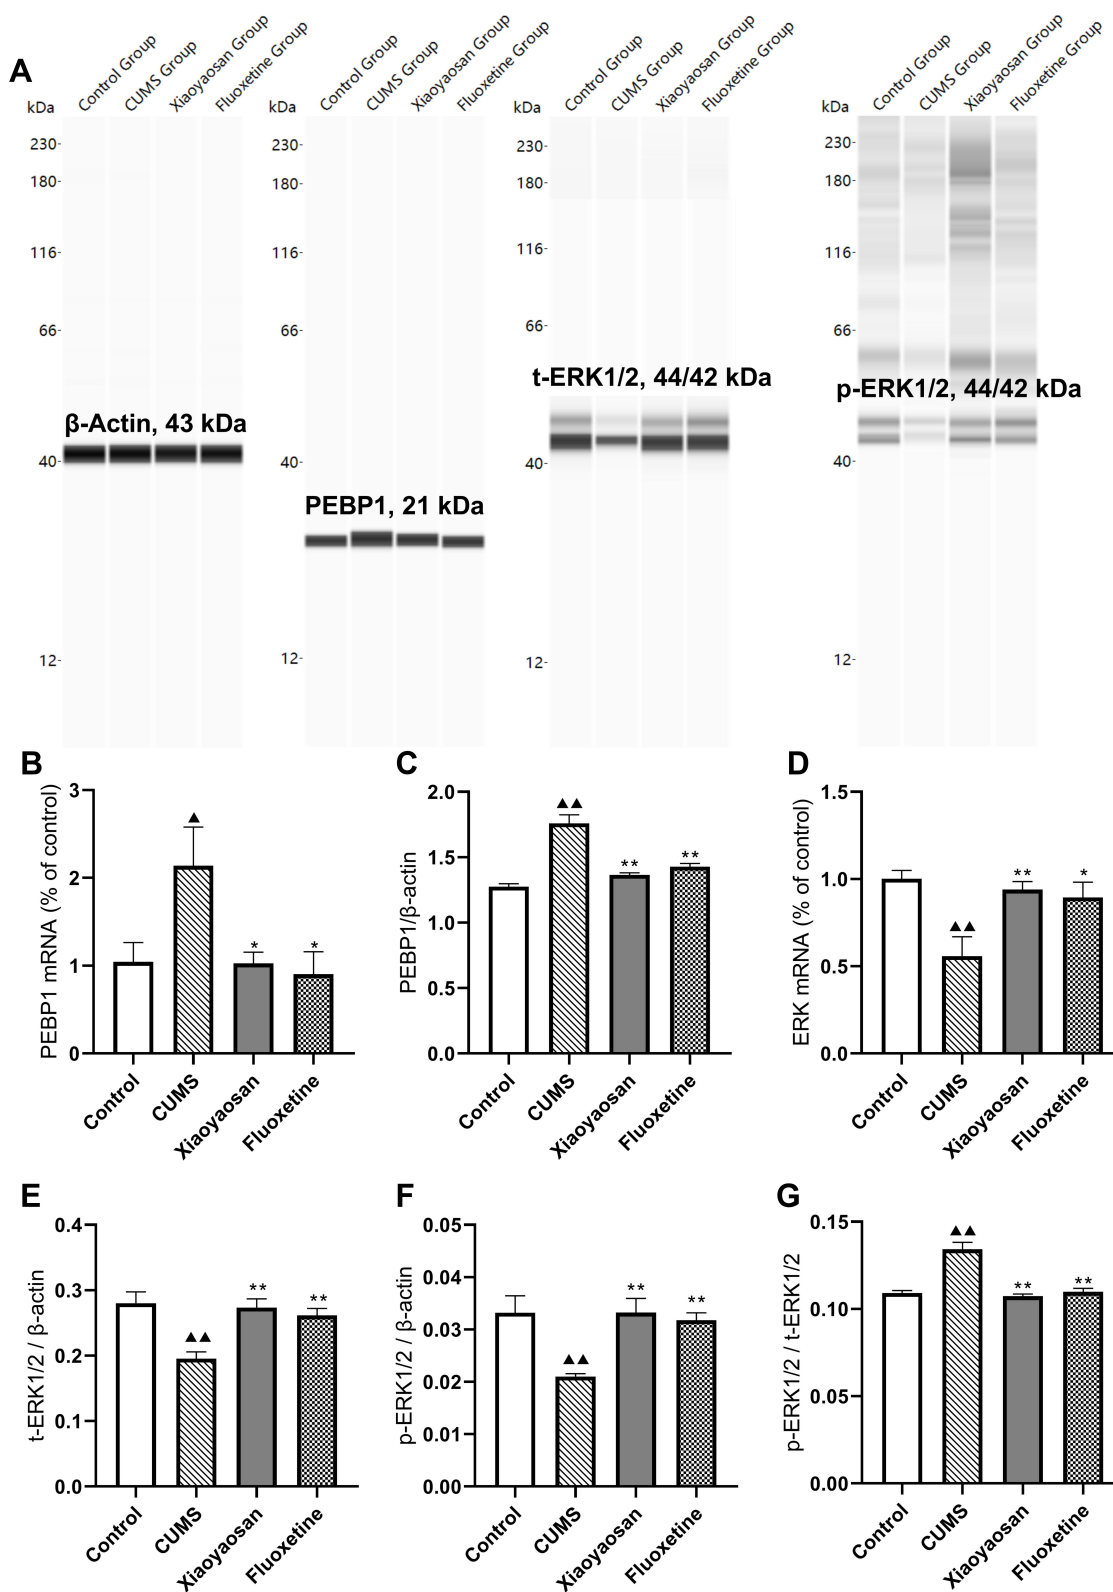 A
Control Group
CUMS Group
Xiaoyaosan Group
Fluoxetine Group
kDa
230-
180-
116-
66-
β-Actin, 43 kDa
40-
12-
Control Group
CUMS Group
Xiaoyaosan Group
Fluoxetine Group
kDa
230-
180-
116-
66-
40-
PEBP1, 21 kDa
12-
Control Group
CUMS Group
Xiaoyaosan Group
Fluoxetine Group
kDa
230-
180-
116-
66-
t-ERK1/2, 44/42 kDa
40-
12-
Control Group
CUMS Group
Xiaoyaosan Group
Fluoxetine Group
kDa
230-
180-
116-
66-
p-ERK1/2, 44/42 kDa
40-
12-
B
PEBP1 mRNA (% of control)
3
2
1
0
▲
*
*
Control
CUMS
Xiaoyaosan
Fluoxetine
C
PEBP1/β-actin
2.0
1.5
1.0
0.5
0.0
▲▲
**
**
Control
CUMS
Xiaoyaosan
Fluoxetine
D
ERK mRNA (% of control)
1.5
1.0
0.5
0.0
▲▲
**
*
Control
CUMS
Xiaoyaosan
Fluoxetine
E
t-ERK1/2 / β-actin
0.4
0.3
0.2
0.1
0.0
▲▲
**
**
Control
CUMS
Xiaoyaosan
Fluoxetine
F
p-ERK1/2 / β-actin
0.05
0.04
0.03
0.02
0.01
0.00
▲▲
**
**
Control
CUMS
Xiaoyaosan
Fluoxetine
G
p-ERK1/2 / t-ERK1/2
0.15
0.10
0.05
0.00
▲▲
**
**
Control
CUMS
Xiaoyaosan
Fluoxetine